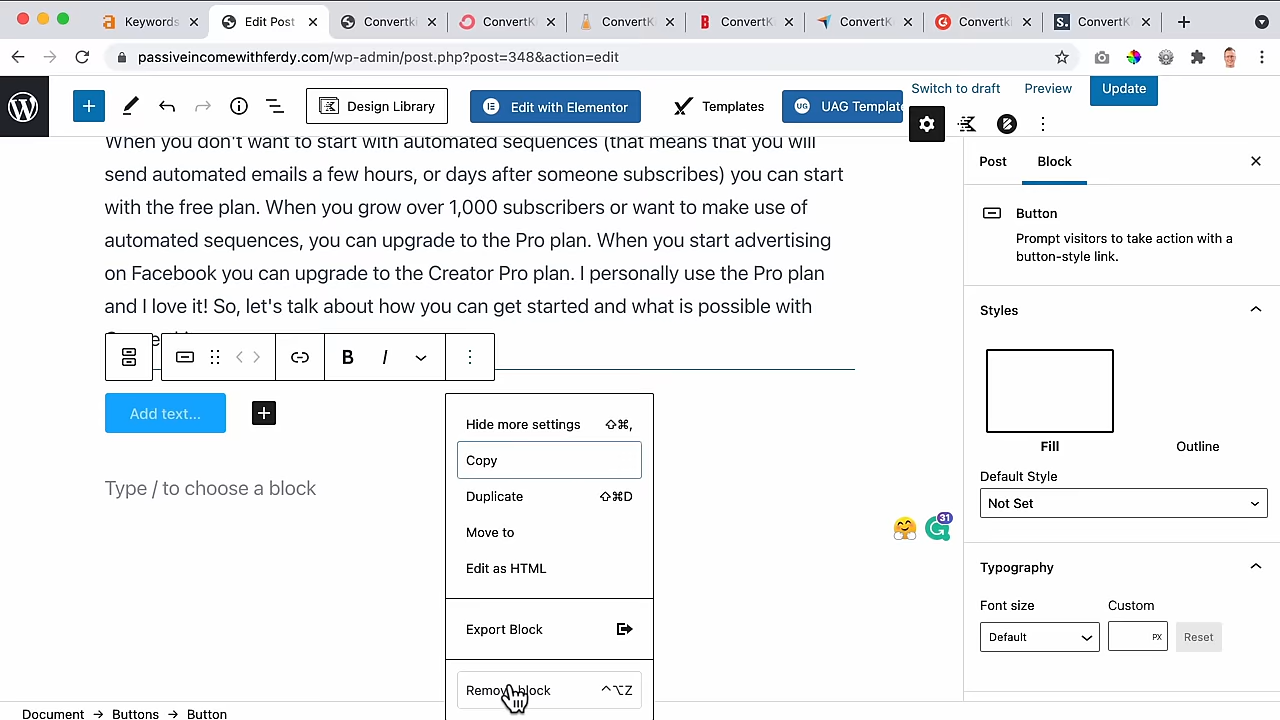 Keywords
Edit Post
Convertki
ConvertK
ConvertK
ConvertK
ConvertK
Convertk
ConvertK
passiveincomewithferdy.com/wp-admin/post.php?post=348&action=edit
Design Library
Edit with Elementor
Templates
UAG Template
Switch to draft
Preview
Update
When you don't want to start with automated sequences (that means that you will
send automated emails a few hours, or days after someone subscribes) you can start
with the free plan. When you grow over 1,000 subscribers or want to make use of
automated sequences, you can upgrade to the Pro plan. When you start advertising
on Facebook you can upgrade to the Creator Pro plan. I personally use the Pro plan
and I love it! So, let's talk about how you can get started and what is possible with
B I
Add text...
Type / to choose a block
Hide more settings ⇧⌘,
Copy
Duplicate ⇧⌘D
Move to
Edit as HTML
Export Block
Remove block ^⌥Z
31
Post
Block
Button
Prompt visitors to take action with a
button-style link.
Styles
Fill
Outline
Default Style
Not Set
Typography
Font size
Custom
Default
PX
Reset
Document → Buttons → Button